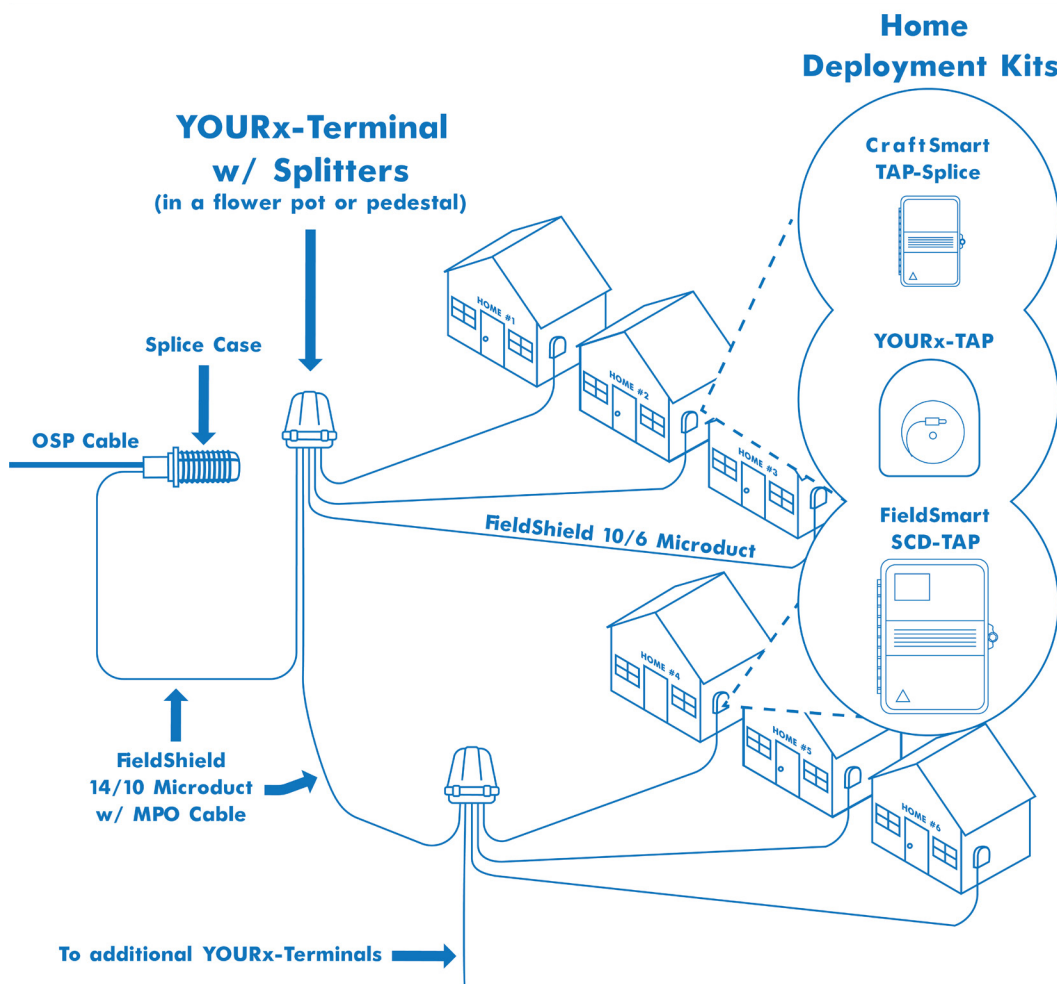 Home
Deployment Kits
CraftSmart
TAP-Splice
YOURx-TAP
FieldSmart
SCD-TAP
YOURx-Terminal
w/ Splitters
(in a flower pot or pedestal)
Splice Case
OSP Cable
HOME #1
HOME #2
HOME #3
FieldShield 10/6 Microduct
HOME #4
HOME #5
HOME #6
FieldShield
14/10 Microduct
w/ MPO Cable
To additional YOURx-Terminals